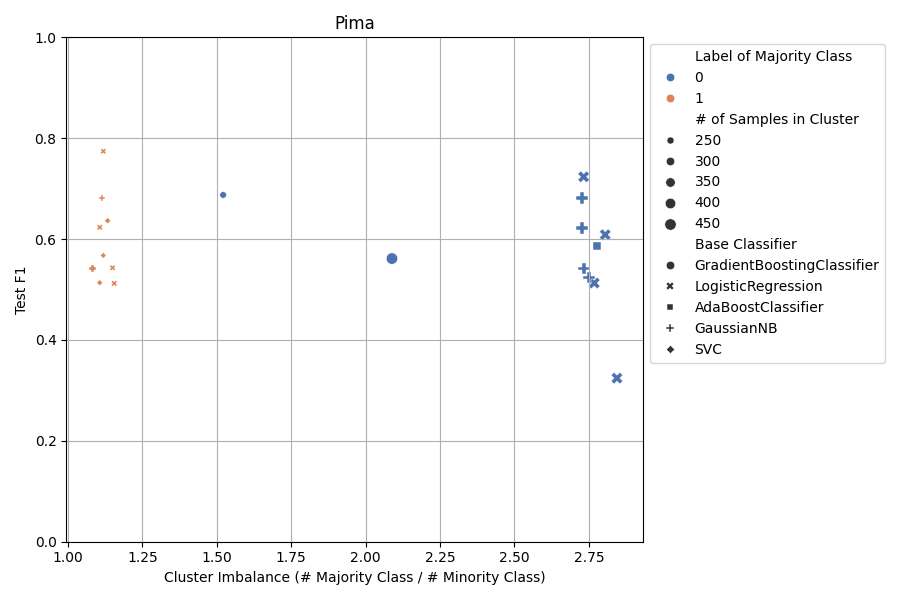 Pima
1.0
0.8
0.6
0.4
0.2
0.0
Test F1
1.00
1.25
1.50
1.75
2.00
2.25
2.50
2.75
Cluster Imbalance (# Majority Class / # Minority Class)
Label of Majority Class
0
1
# of Samples in Cluster
250
300
350
400
450
Base Classifier
GradientBoostingClassifier
LogisticRegression
AdaBoostClassifier
GaussianNB
SVC